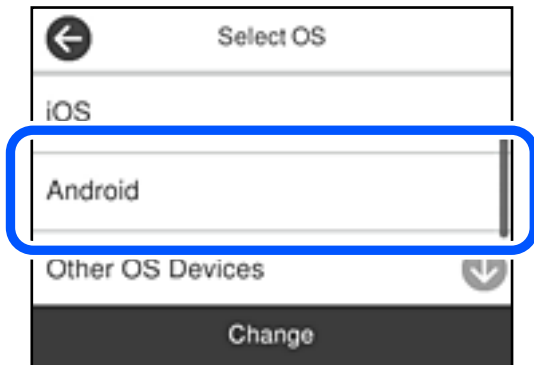 Select OS
iOS
Android
Other OS Devices
Change